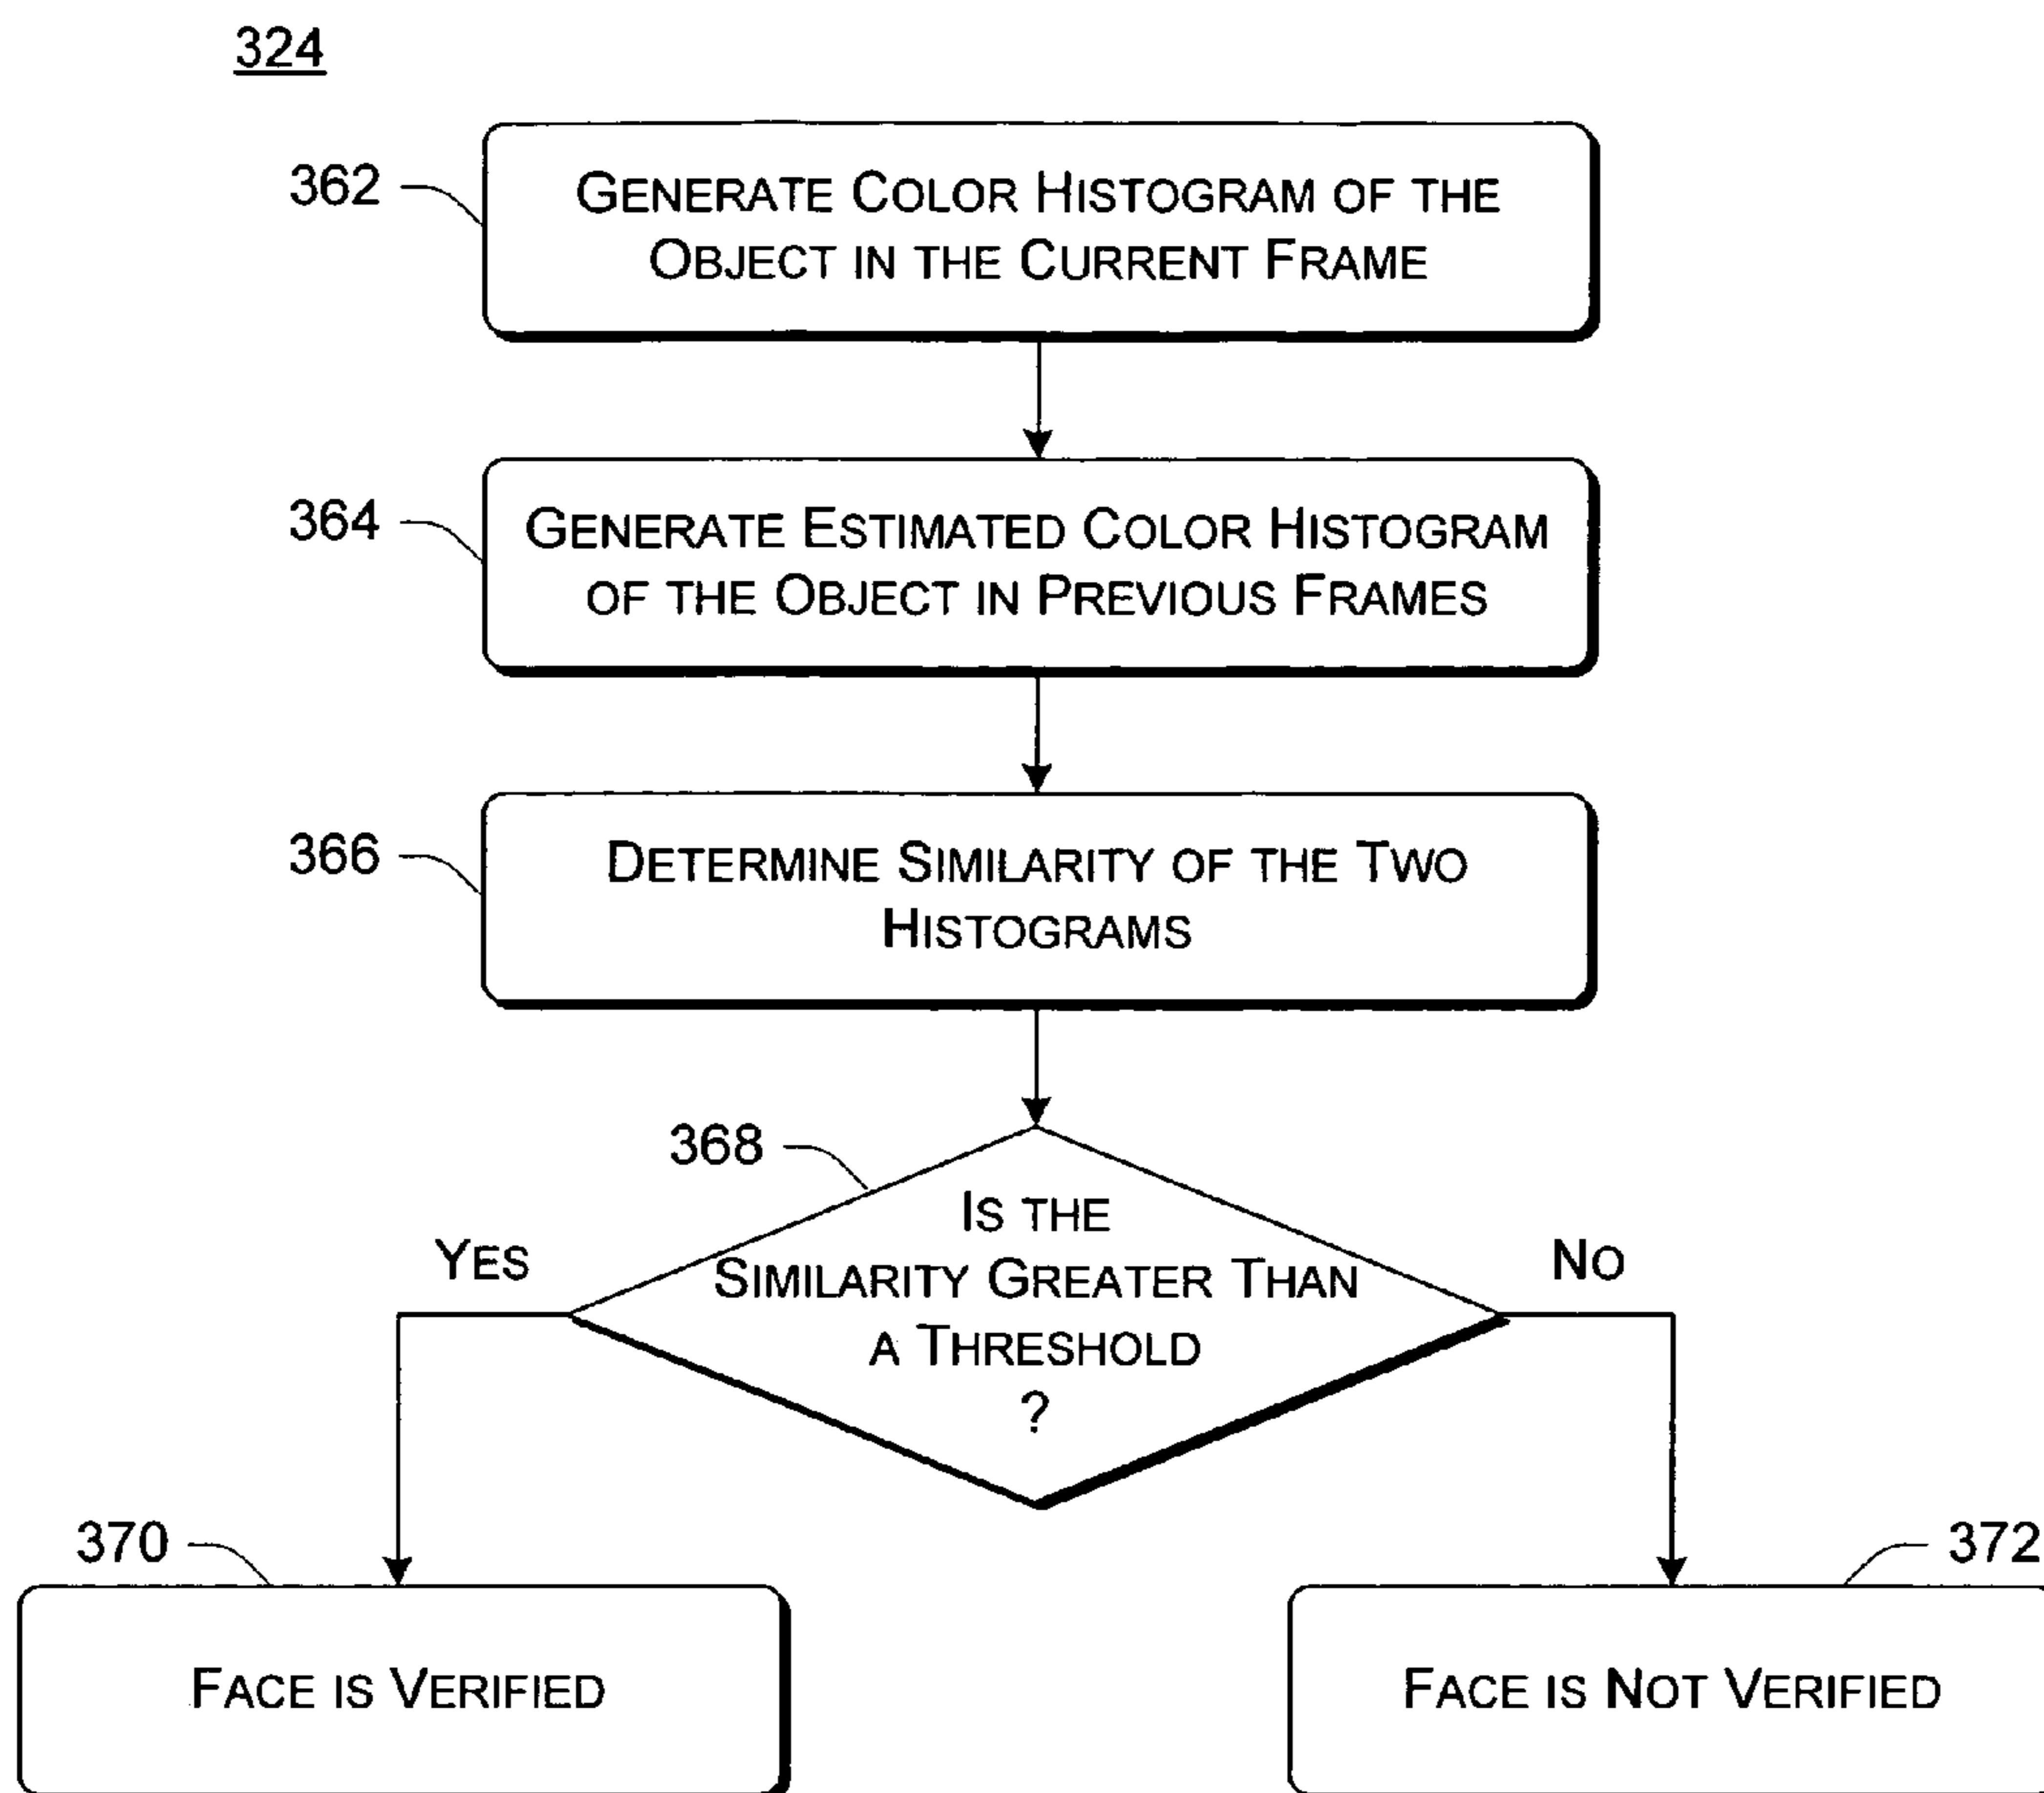 324
362
GENERATE COLOR HISTOGRAM OF THE
OBJECT IN THE CURRENT FRAME
364
GENERATE ESTIMATED COLOR HISTOGRAM
OF THE OBJECT IN PREVIOUS FRAMES
366
DETERMINE SIMILARITY OF THE TWO
HISTOGRAMS
368
IS THE
SIMILARITY GREATER THAN
A THRESHOLD
?
YES
NO
370
FACE IS VERIFIED
372
FACE IS NOT VERIFIED